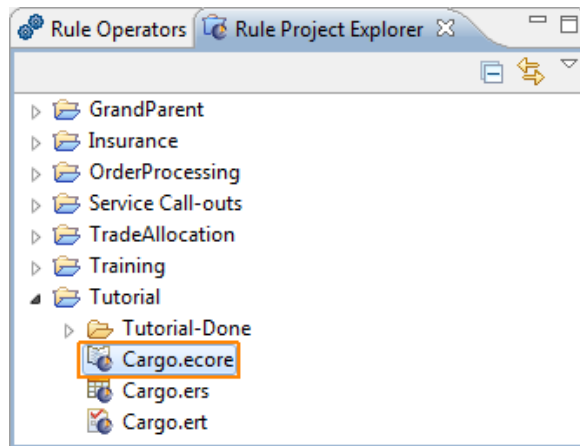 Rule Operators Rule Project Explorer
GrandParent
Insurance
OrderProcessing
Service Call-outs
TradeAllocation
Training
Tutorial
Tutorial-Done
Cargo.ecore
Cargo.ers
Cargo.ert